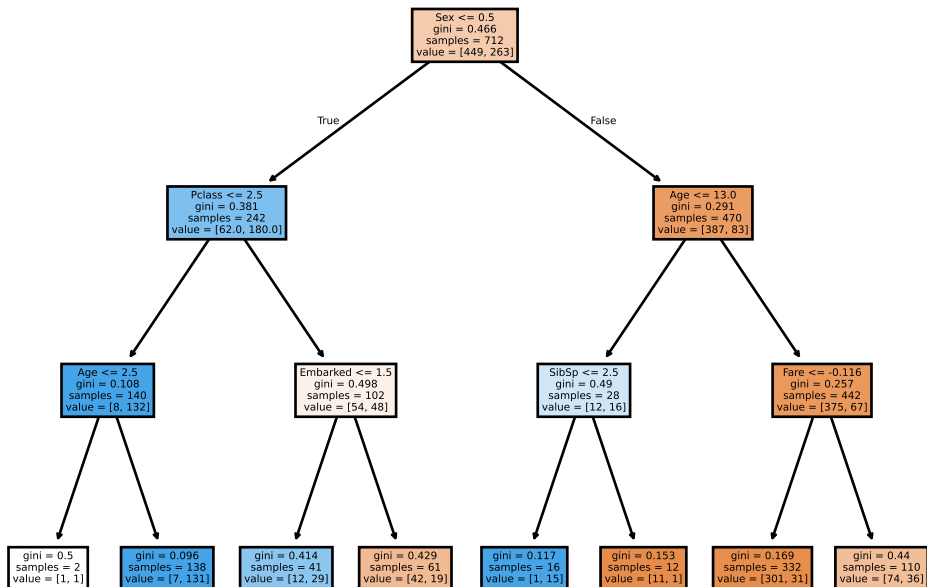 Sex <= 0.5
gini = 0.466
samples = 712
value = [449, 263]
True
False
Pclass <= 2.5
gini = 0.381
samples = 242
value = [62.0, 180.0]
Age <= 13.0
gini = 0.291
samples = 470
value = [387, 83]
Age <= 2.5
gini = 0.108
samples = 140
value = [8, 132]
Embarked <= 1.5
gini = 0.498
samples = 102
value = [54, 48]
SibSp <= 2.5
gini = 0.49
samples = 28
value = [12, 16]
Fare <= -0.116
gini = 0.257
samples = 442
value = [375, 67]
gini = 0.5
samples = 2
value = [1, 1]
gini = 0.096
samples = 138
value = [7, 131]
gini = 0.414
samples = 41
value = [12, 29]
gini = 0.429
samples = 61
value = [42, 19]
gini = 0.117
samples = 16
value = [1, 15]
gini = 0.153
samples = 12
value = [11, 1]
gini = 0.169
samples = 332
value = [301, 31]
gini = 0.44
samples = 110
value = [74, 36]